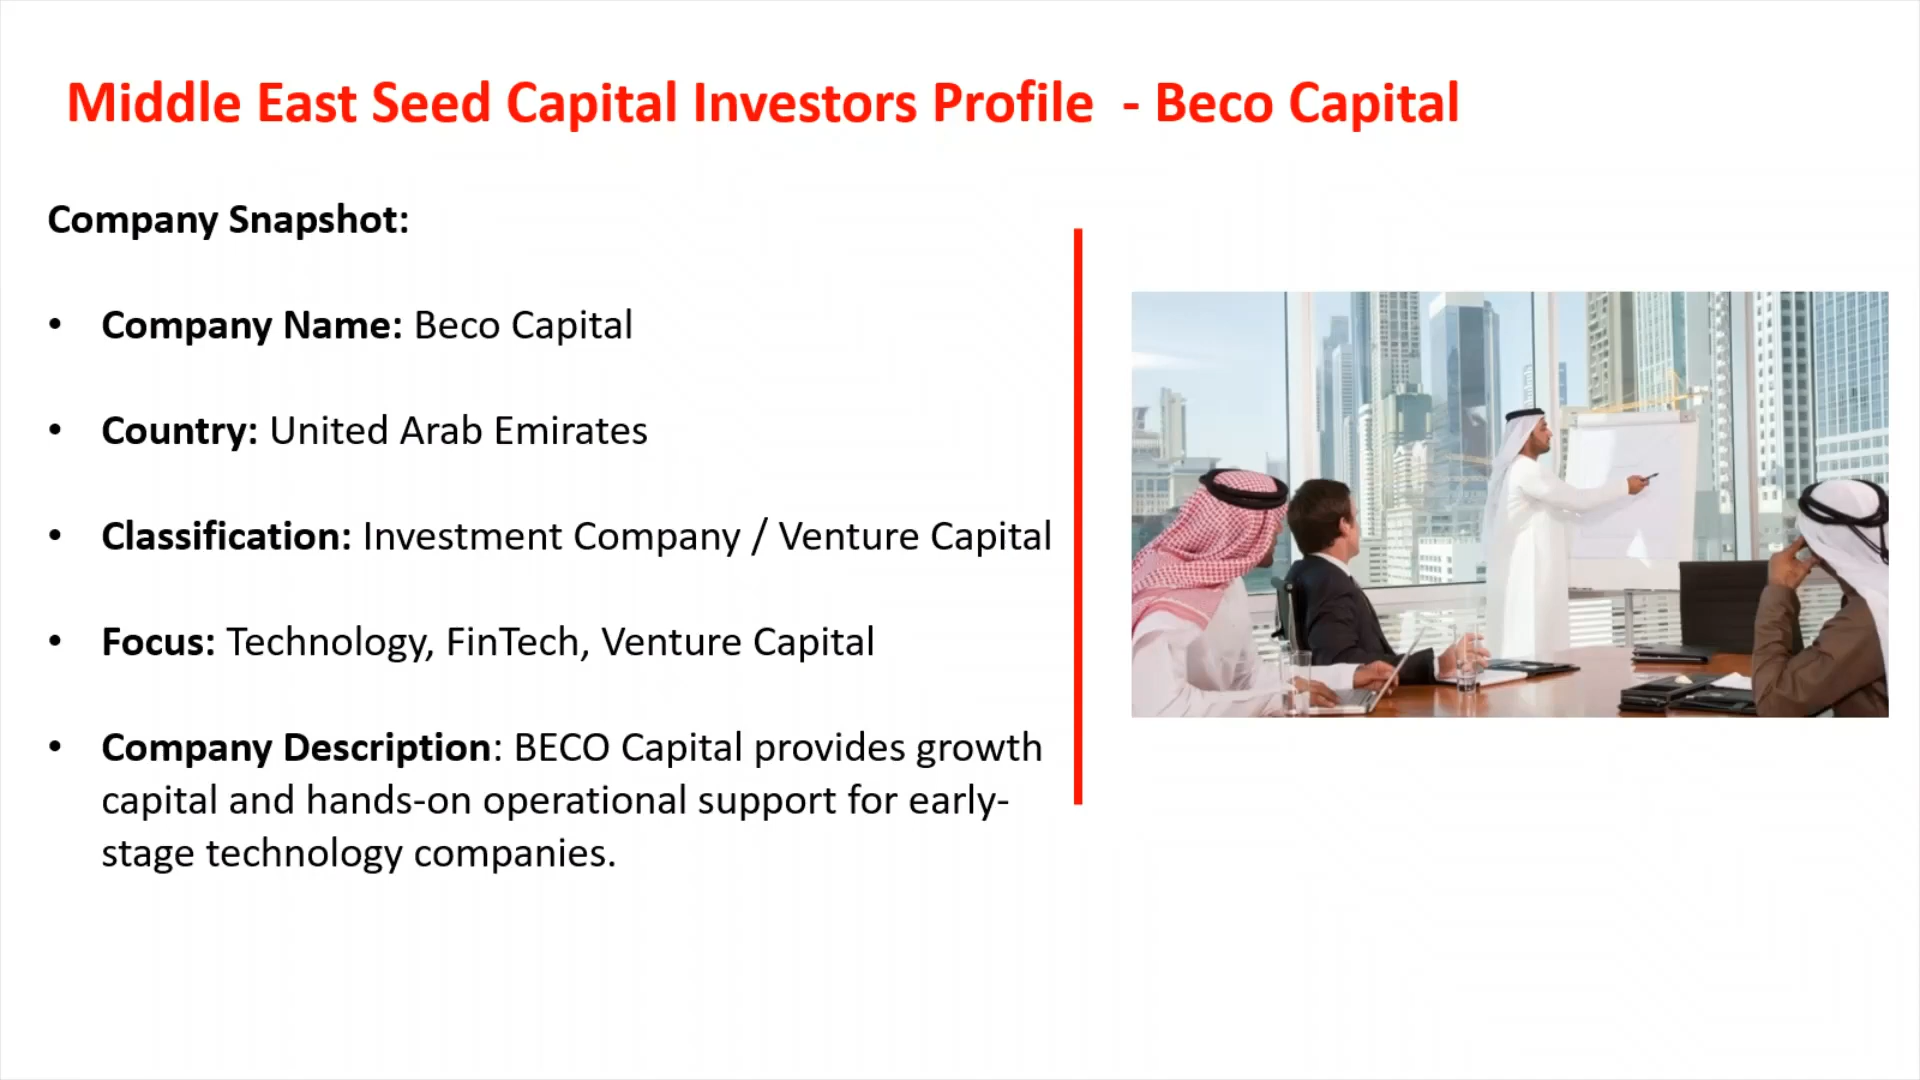 Middle East Seed Capital Investors Profile  - Beco Capital
Company Snapshot:
• Company Name: Beco Capital
• Country: United Arab Emirates
• Classification: Investment Company / Venture Capital
• Focus: Technology, FinTech, Venture Capital
• Company Description: BECO Capital provides growth
capital and hands-on operational support for early-
stage technology companies.